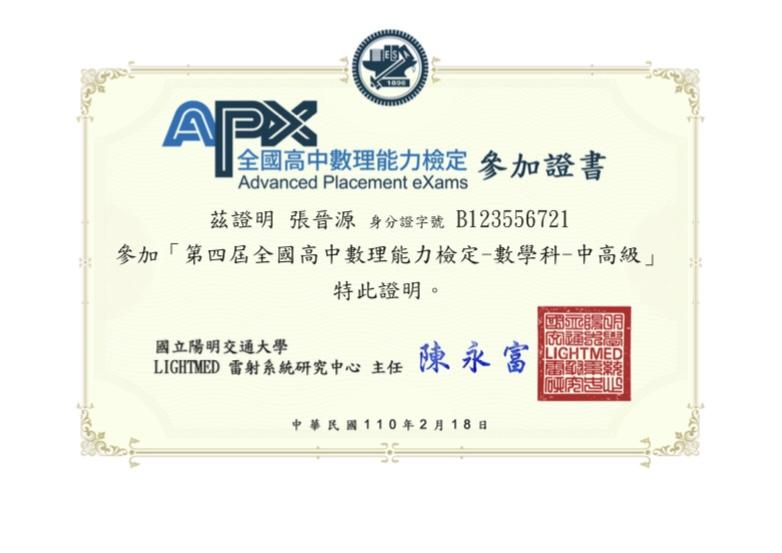 IES
1896
APX
全國高中數理能力檢定 參加證書
Advanced Placement eXams
茲證明 張晉源 身分證字號 B123556721
參加「第四屆全國高中數理能力檢定-數學科-中高級」
特此證明。
國立陽明交通大學
LIGHTMED 雷射系統研究中心 主任 陳永富
LIGHTMED
中華民國110年2月18日